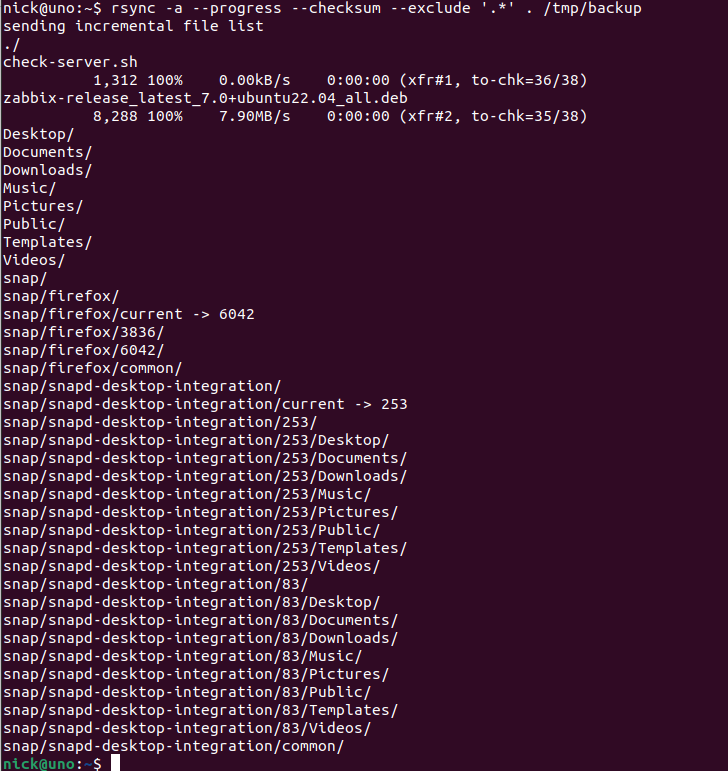 nick@uno:~$ rsync -a --progress --checksum --exclude '.*' . /tmp/backup
sending incremental file list
./
check-server.sh
          1,312 100%    0.00kB/s    0:00:00 (xfr#1, to-chk=36/38)
zabbix-release_latest_7.0+ubuntu22.04_all.deb
          8,288 100%    7.90MB/s    0:00:00 (xfr#2, to-chk=35/38)
Desktop/
Documents/
Downloads/
Music/
Pictures/
Public/
Templates/
Videos/
snap/
snap/firefox/
snap/firefox/current -> 6042
snap/firefox/3836/
snap/firefox/6042/
snap/firefox/common/
snap/snapd-desktop-integration/
snap/snapd-desktop-integration/current -> 253
snap/snapd-desktop-integration/253/
snap/snapd-desktop-integration/253/Desktop/
snap/snapd-desktop-integration/253/Documents/
snap/snapd-desktop-integration/253/Downloads/
snap/snapd-desktop-integration/253/Music/
snap/snapd-desktop-integration/253/Pictures/
snap/snapd-desktop-integration/253/Public/
snap/snapd-desktop-integration/253/Templates/
snap/snapd-desktop-integration/253/Videos/
snap/snapd-desktop-integration/83/
snap/snapd-desktop-integration/83/Desktop/
snap/snapd-desktop-integration/83/Documents/
snap/snapd-desktop-integration/83/Downloads/
snap/snapd-desktop-integration/83/Music/
snap/snapd-desktop-integration/83/Pictures/
snap/snapd-desktop-integration/83/Public/
snap/snapd-desktop-integration/83/Templates/
snap/snapd-desktop-integration/83/Videos/
snap/snapd-desktop-integration/common/
nick@uno:~$